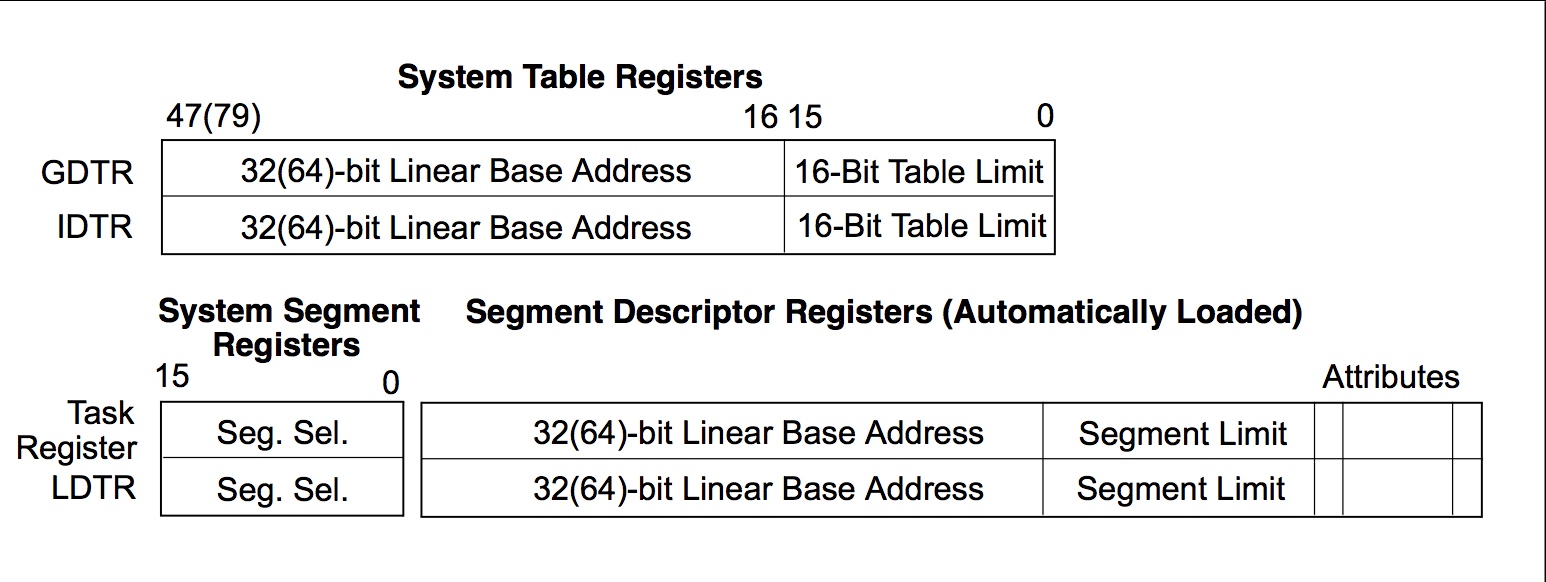 System Table Registers
47(79) 16 15 0
GDTR 32(64)-bit Linear Base Address 16-Bit Table Limit
IDTR 32(64)-bit Linear Base Address 16-Bit Table Limit
System Segment Registers
Segment Descriptor Registers (Automatically Loaded)
15 0
Attributes
Task Register Seg. Sel. 32(64)-bit Linear Base Address Segment Limit
LDTR Seg. Sel. 32(64)-bit Linear Base Address Segment Limit